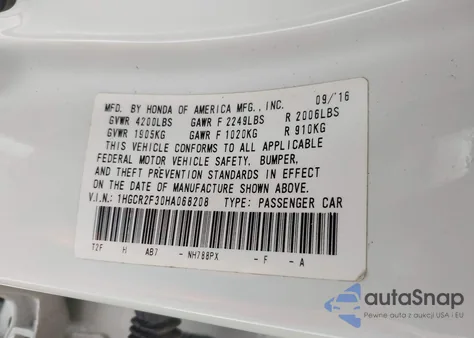 MFD. BY HONDA OF AMERICA MFG., INC. 09/'16
GVWR 4200LBS GAWR F 2249LBS R 2006LBS
GVWR 1905KG GAWR F 1020KG R 910KG
THIS VEHICLE CONFORMS TO ALL APPLICABLE
FEDERAL MOTOR VEHICLE SAFETY, BUMPER,
AND THEFT PREVENTION STANDARDS IN EFFECT
ON THE DATE OF MANUFACTURE SHOWN ABOVE.
V.I.N.: 1HGCR2F30HA068208 TYPE: PASSENGER CAR
T2F H AB7 - NH788PX - F - A
autoSnap
Pewne auta z aukcji USA i EU